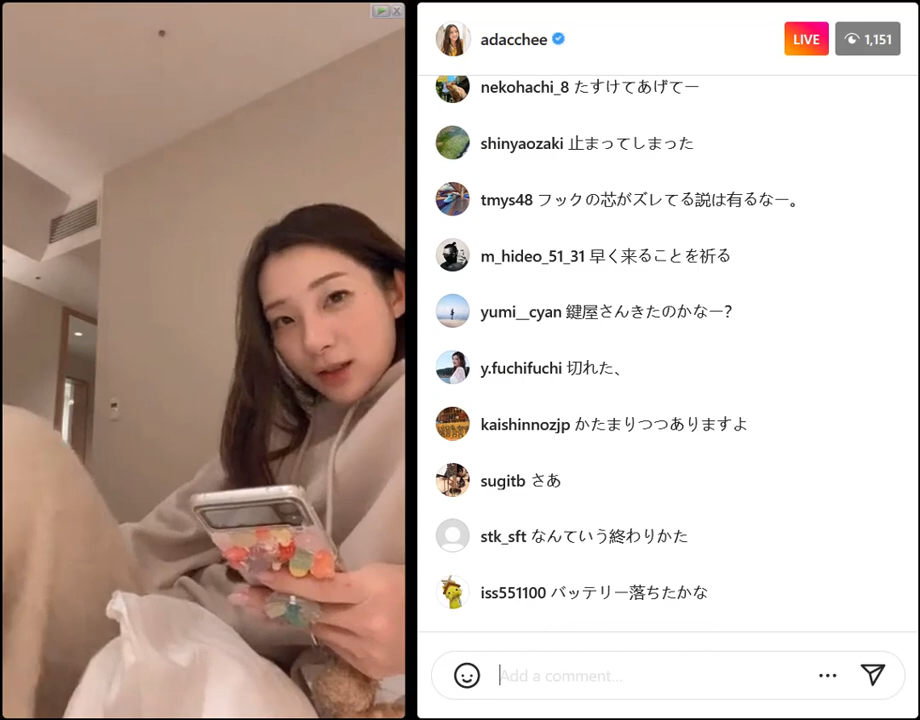 adacchee
LIVE
1,151
nekohachi_8 たすけてあげてー
shinyaozaki 止まってしまった
tmys48 フックの芯がズレてる説は有るなー。
m_hideo_51_31 早く来ることを祈る
yumi__cyan 鍵屋さんきたのかなー?
y.fuchifuchi 切れた、
kaishinnozjp かたまりつつありますよ
sugitb さあ
stk_sft なんていう終わりかた
iss551100 バッテリー落ちたかな
Add a comment...